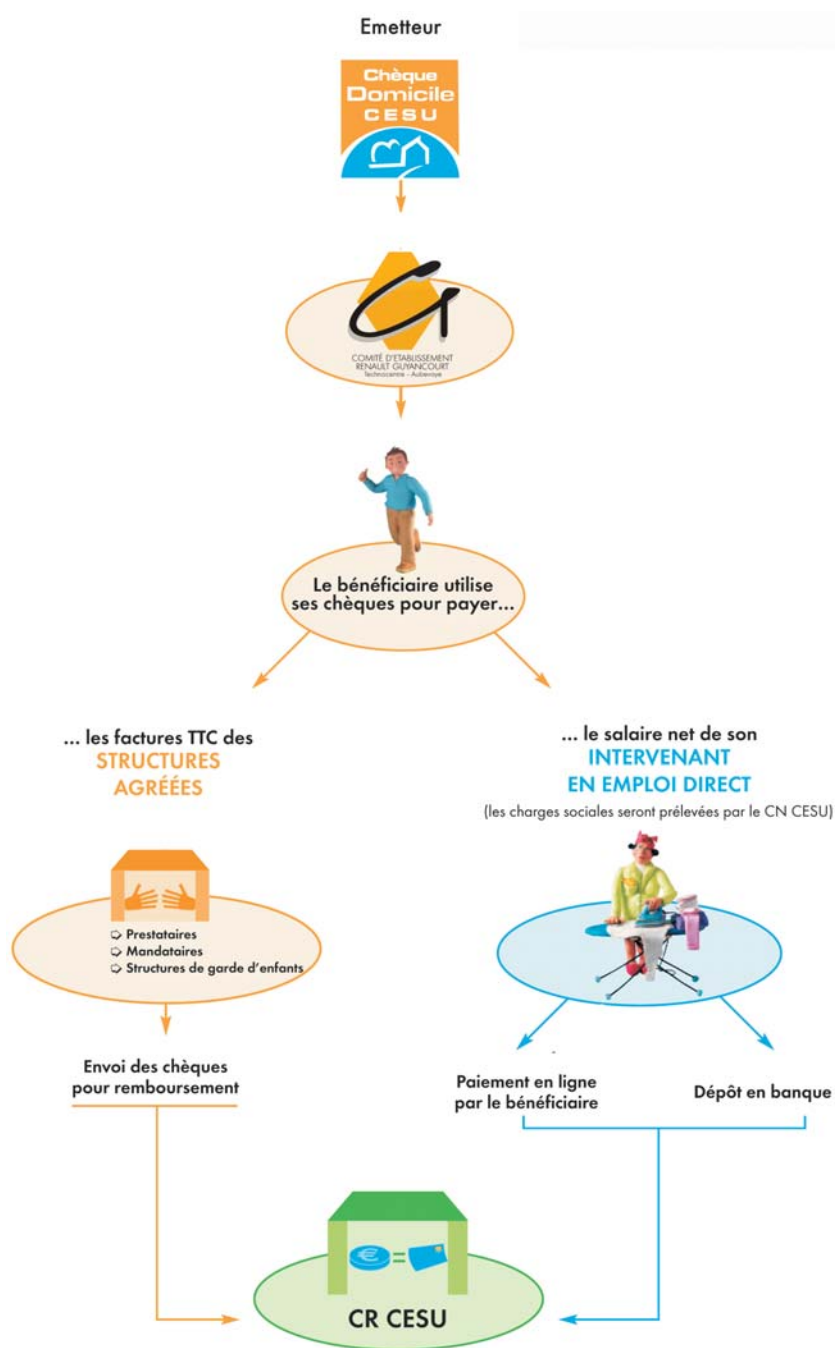 Emetteur
Chèque
Domicile
CESU
COMITÉ D'ETABLISSEMENT
RENAULT GUYANCOURT
Technocentre - Aubevoye
Le bénéficiaire utilise
ses chèques pour payer...
... les factures TTC des
STRUCTURES
AGRÉÉES
... le salaire net de son
INTERVENANT
EN EMPLOI DIRECT
(les charges sociales seront prélevées par le CN CESU)
Prestataires
Mandataires
Structures de garde d'enfants
Envoi des chèques
pour remboursement
Paiement en ligne
par le bénéficiaire
Dépôt en banque
€ =
CR CESU